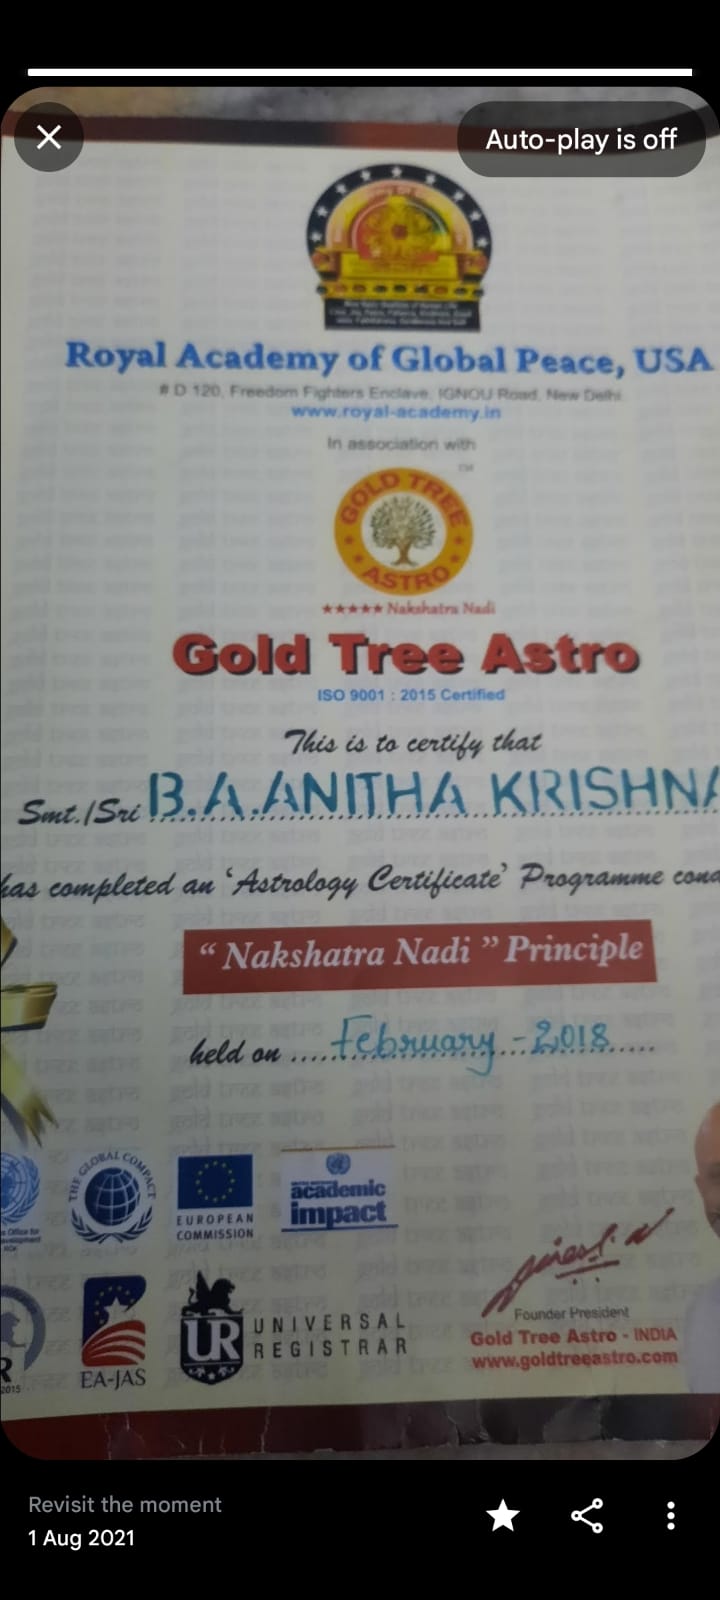 Auto-play is off
Royal Academy of Global Peace, USA
# D 120, Freedom Fighters Enclave, IGNOU Road, New Delhi.
www.royal-academy.in
In association with
TM
GOLD TREE
ASTRO
★★★★★ Nakshatra Nadi
Gold Tree Astro
ISO 9001 : 2015 Certified
This is to certify that
Smt./Sri B.A.ANITHA KRISHNA
has completed an 'Astrology Certificate' Programme cond
" Nakshatra Nadi " Principle
held on ..... February - 2018 .....
THE GLOBAL COMPACT
EUROPEAN
COMMISSION
academic
impact
EA-JAS
UR UNIVERSAL
REGISTRAR
R
2015
Founder President
Gold Tree Astro - INDIA
www.goldtreeastro.com
Revisit the moment
1 Aug 2021